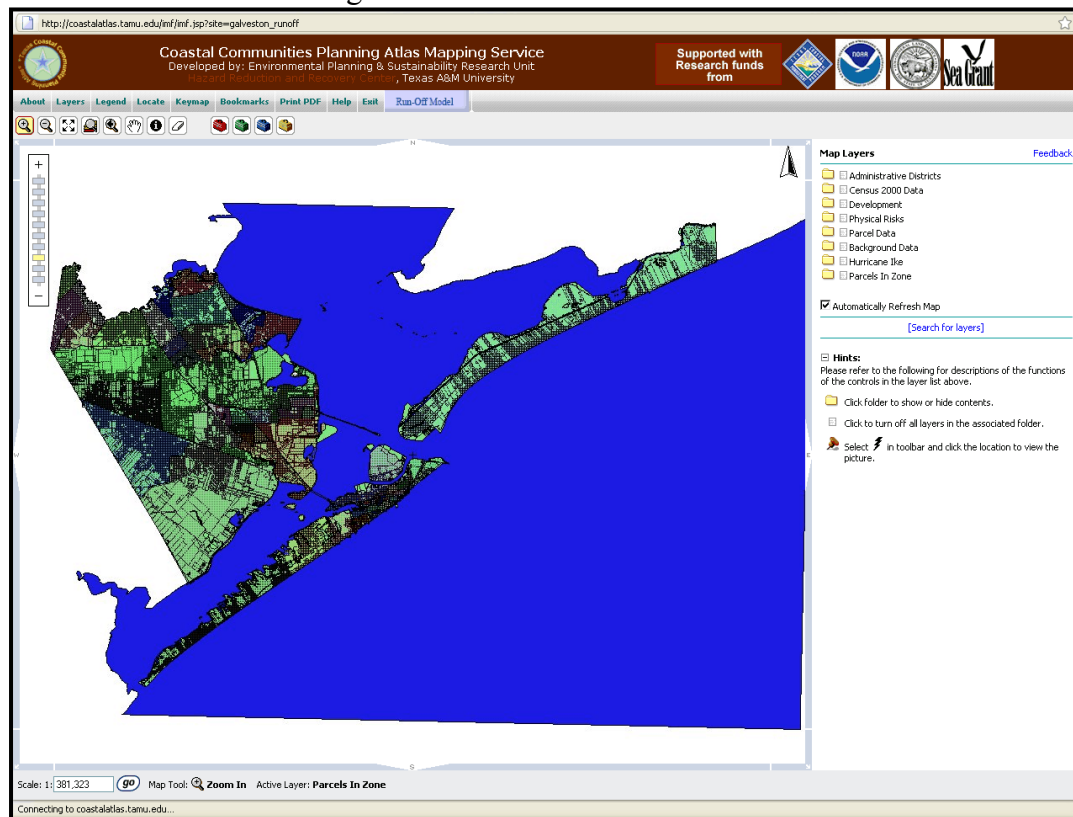 http://coastalatlas.tamu.edu/imf/imf.jsp?site=galveston_runoff
Coastal Communities Planning Atlas Mapping Service
Developed by: Environmental Planning & Sustainability Research Unit
Hazard Reduction and Recovery Center, Texas A&M University
Supported with
Research funds
from
NOAA
Sea Grant
About Layers Legend Locate Keymap Bookmarks Print PDF Help Exit Run-Off Model
N
W
E
S
+
−
Map Layers Feedback
Administrative Districts
Census 2000 Data
Development
Physical Risks
Parcel Data
Background Data
Hurricane Ike
Parcels In Zone
Automatically Refresh Map
[Search for layers]
Hints:
Please refer to the following for descriptions of the functions
of the controls in the layer list above.
Click folder to show or hide contents.
Click to turn off all layers in the associated folder.
Select in toolbar and click the location to view the
picture.
Scale: 1: 381,323 go Map Tool: Zoom In Active Layer: Parcels In Zone
Connecting to coastalatlas.tamu.edu...